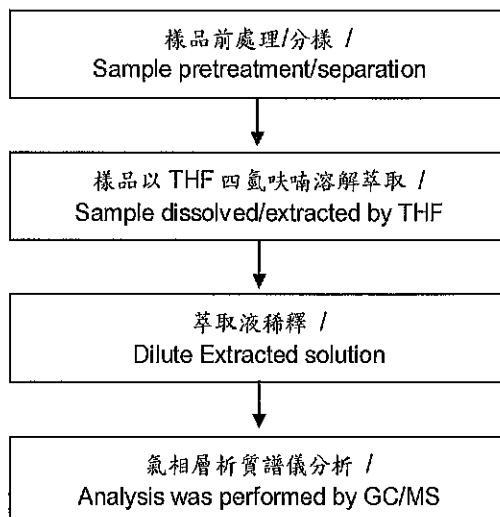 樣品前處理/分樣 /
Sample pretreatment/separation
樣品以 THF 四氫呋喃溶解萃取 /
Sample dissolved/extracted by THF
萃取液稀釋 /
Dilute Extracted solution
氣相層析質譜儀分析 /
Analysis was performed by GC/MS